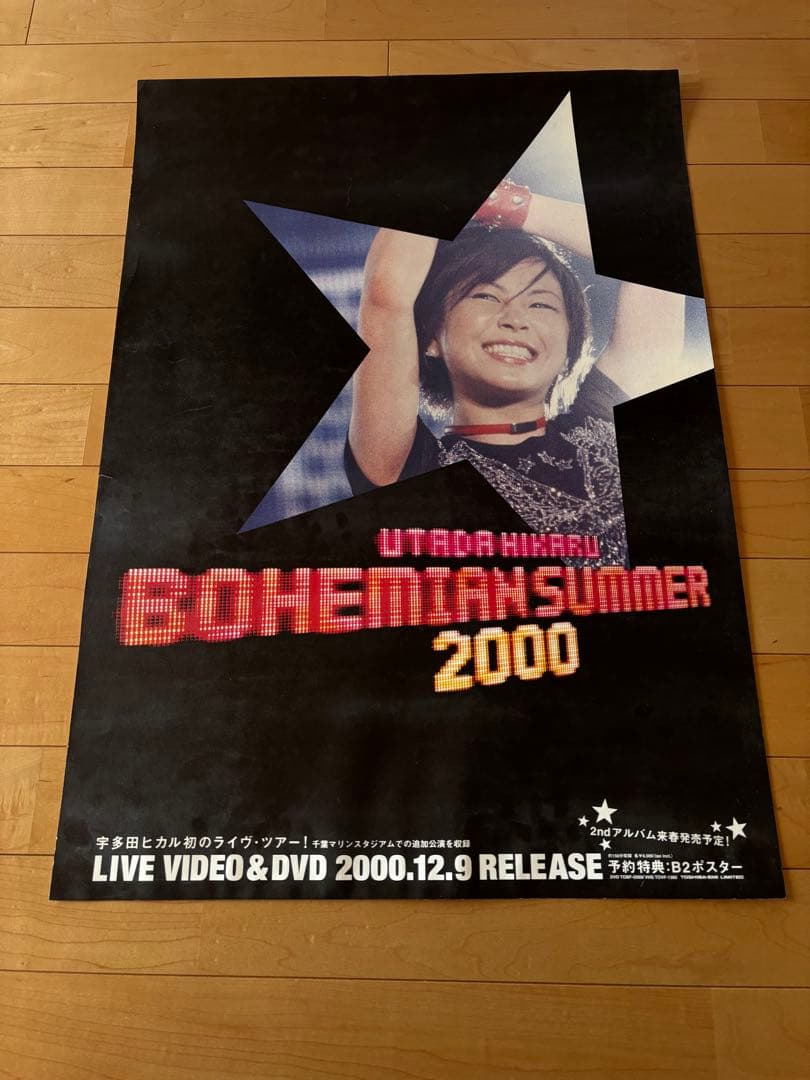 UTADA HIKARU
BOHEMIAN SUMMER
2000
2ndアルバム来春発売予定!
宇多田ヒカル初のライヴ・ツアー! 千葉マリンスタジアムでの追加公演を収録
LIVE VIDEO & DVD 2000.12.9 RELEASE
予約特典:B2ポスター
TOSHIBA-EMI LIMITED